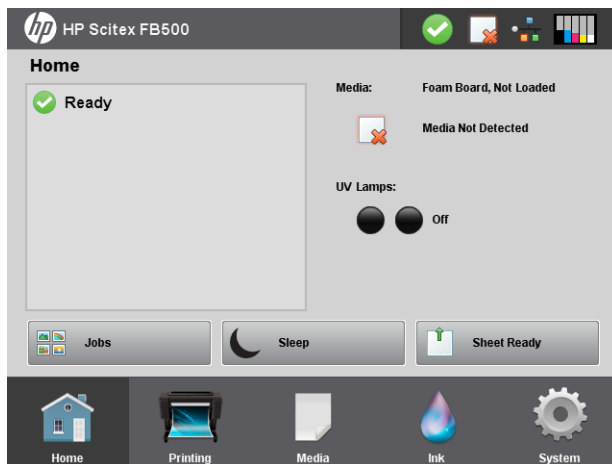 hp HP Scitex FB500
Home
Ready
Media: Foam Board, Not Loaded
Media Not Detected
UV Lamps:
Off
Jobs
Sleep
Sheet Ready
Home
Printing
Media
Ink
System